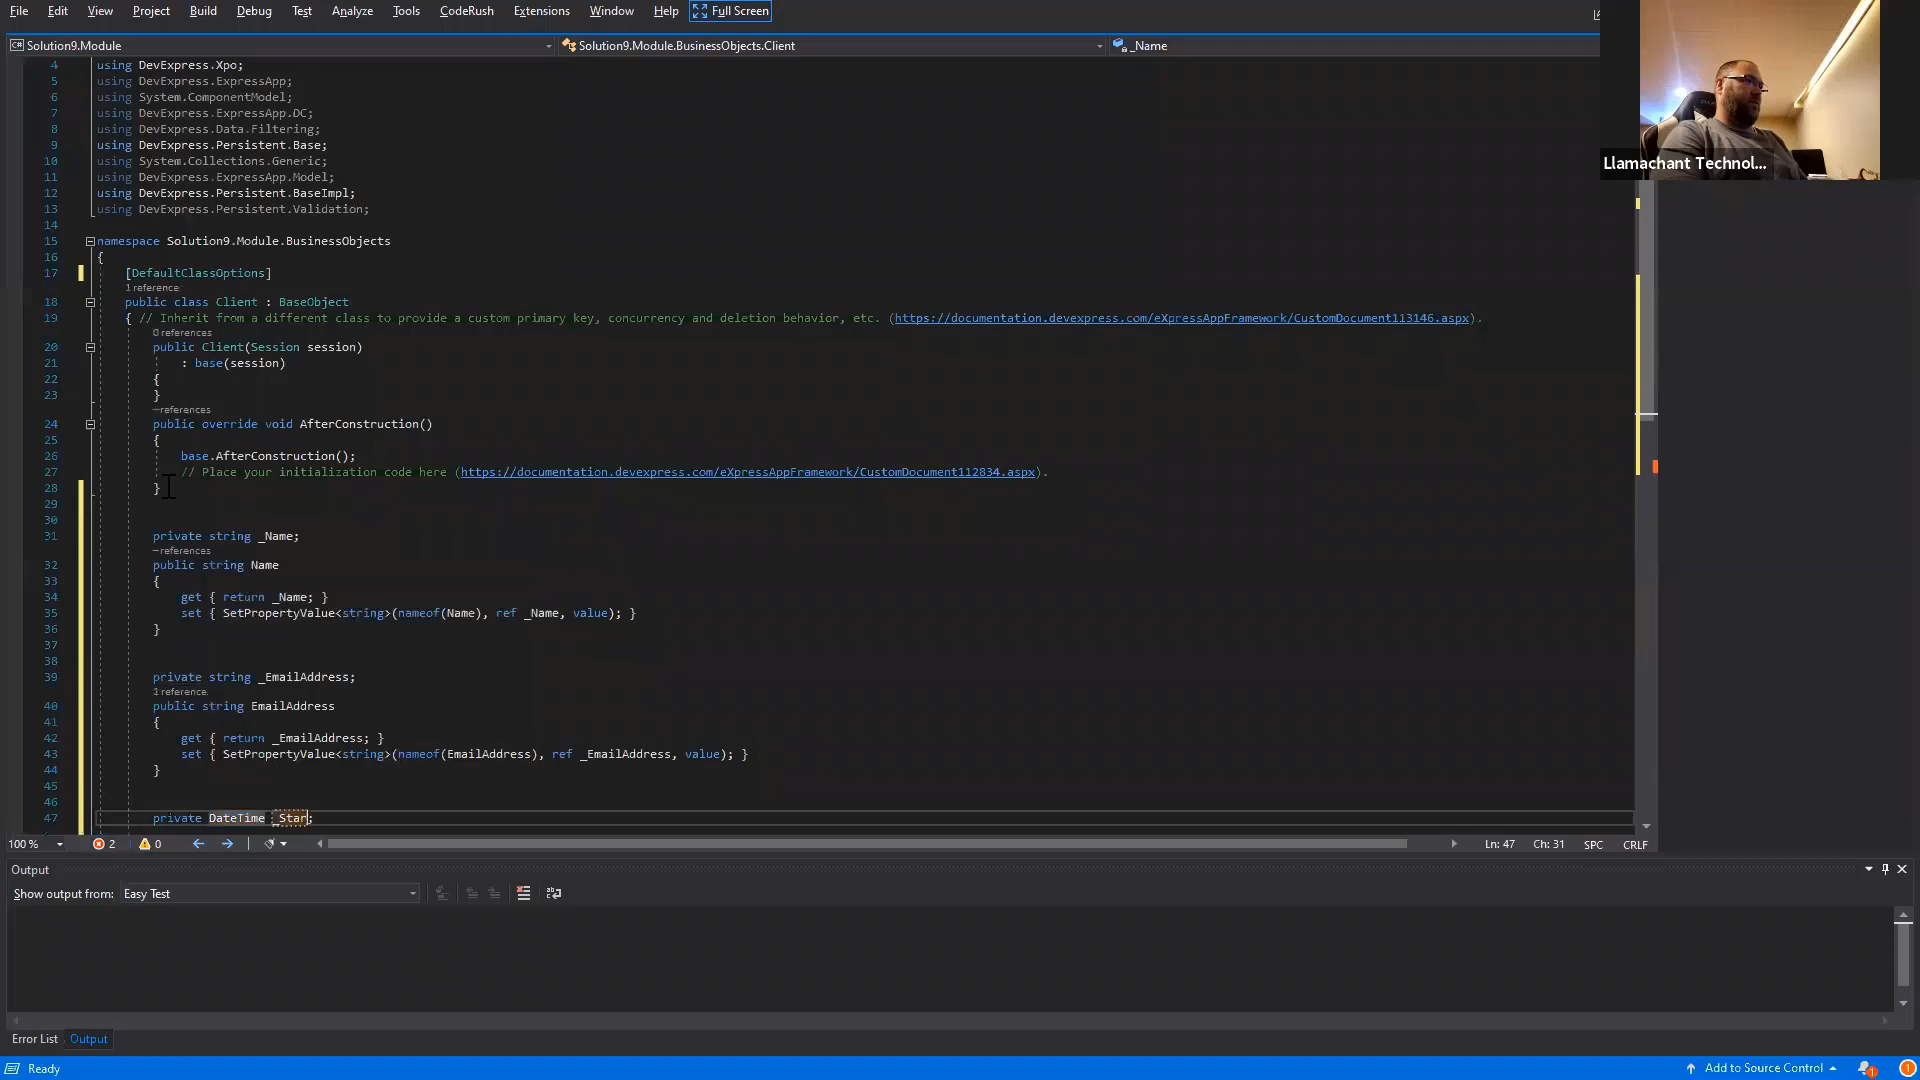 File Edit View Project Build Debug Test Analyze Tools CodeRush Extensions Window Help Full Screen
Solution9.Module Solution9.Module.BusinessObjects.Client _Name
4 using DevExpress.Xpo;
5 using DevExpress.ExpressApp;
6 using System.ComponentModel;
7 using DevExpress.ExpressApp.DC;
8 using DevExpress.Data.Filtering;
9 using DevExpress.Persistent.Base;
10 using System.Collections.Generic;
11 using DevExpress.ExpressApp.Model;
12 using DevExpress.Persistent.BaseImpl;
13 using DevExpress.Persistent.Validation;
14
15 namespace Solution9.Module.BusinessObjects
16 {
17 [DefaultClassOptions]
1 reference
18 public class Client : BaseObject
19 { // Inherit from a different class to provide a custom primary key, concurrency and deletion behavior, etc. (https://documentation.devexpress.com/eXpressAppFramework/CustomDocument113146.aspx).
0 references
20 public Client(Session session)
21 : base(session)
22 {
23 }
-references
24 public override void AfterConstruction()
25 {
26 base.AfterConstruction();
27 // Place your initialization code here (https://documentation.devexpress.com/eXpressAppFramework/CustomDocument112834.aspx).
28 }
29
30
31 private string _Name;
-references
32 public string Name
33 {
34 get { return _Name; }
35 set { SetPropertyValue<string>(nameof(Name), ref _Name, value); }
36 }
37
38
39 private string _EmailAddress;
1 reference
40 public string EmailAddress
41 {
42 get { return _EmailAddress; }
43 set { SetPropertyValue<string>(nameof(EmailAddress), ref _EmailAddress, value); }
44 }
45
46
47 private DateTime _Star;
100 % 2 0 Ln: 47 Ch: 31 SPC CRLF
Output
Show output from: Easy Test
Error List Output
Ready Add to Source Control 1 1
Llamachant Technol...